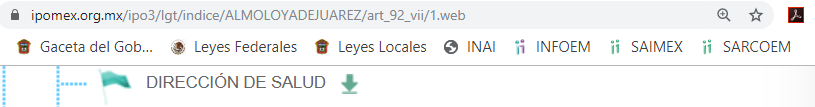 ipomex.org.mx/ipo3/lgt/indice/ALMOLOYADEJUAREZ/art_92_vii/1.web
Gaceta del Gob... Leyes Federales Leyes Locales INAI INFOEM SAIMEX SARCOEM
DIRECCIÓN DE SALUD